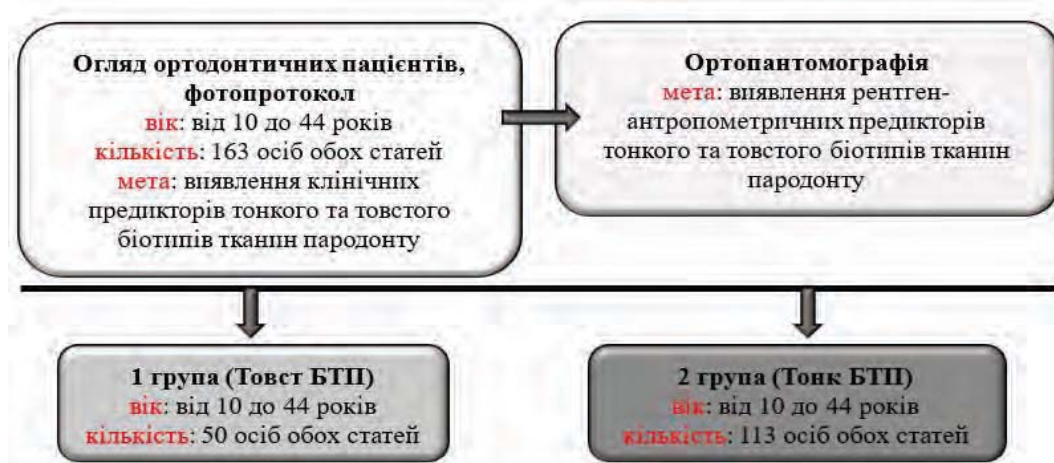 Огляд ортодонтичних пацієнтів,
фотопротокол
вік: від 10 до 44 років
кількість: 163 осіб обох статей
мета: виявлення клінічних
предикторів тонкого та товстого
біотипів тканин пародонту
Ортопантомографія
мета: виявлення рентген-
антропометричних предикторів
тонкого та товстого біотипів тканин
пародонту
1 група (Товст БТП)
вік: від 10 до 44 років
кількість: 50 осіб обох статей
2 група (Тонк БТП)
вік: від 10 до 44 років
кількість: 113 осіб обох статей